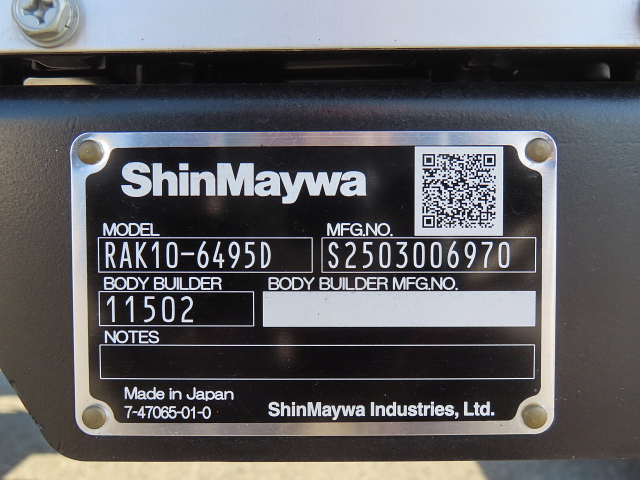 ShinMaywa
MODEL MFG.NO.
RAK10-6495D S2503006970
BODY BUILDER BODY BUILDER MFG.NO.
11502
NOTES
Made in Japan
7-47065-01-0 ShinMaywa Industries, Ltd.